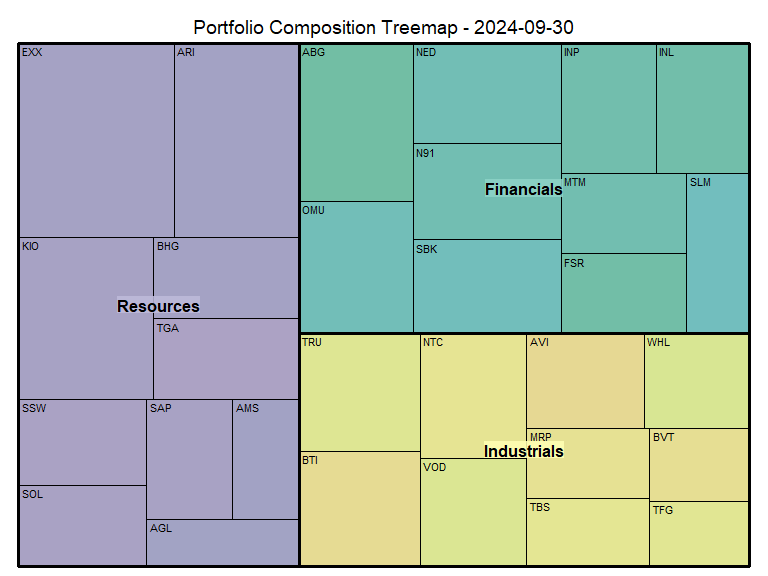 Portfolio Composition Treemap - 2024-09-30
EXX
ARI
KIO
BHG
Resources
TGA
SSW
SAP
AMS
SOL
AGL
ABG
NED
INP
INL
N91
Financials
MTM
SLM
OMU
SBK
FSR
TRU
NTC
AVI
WHL
MRP
BVT
Industrials
BTI
VOD
TBS
TFG